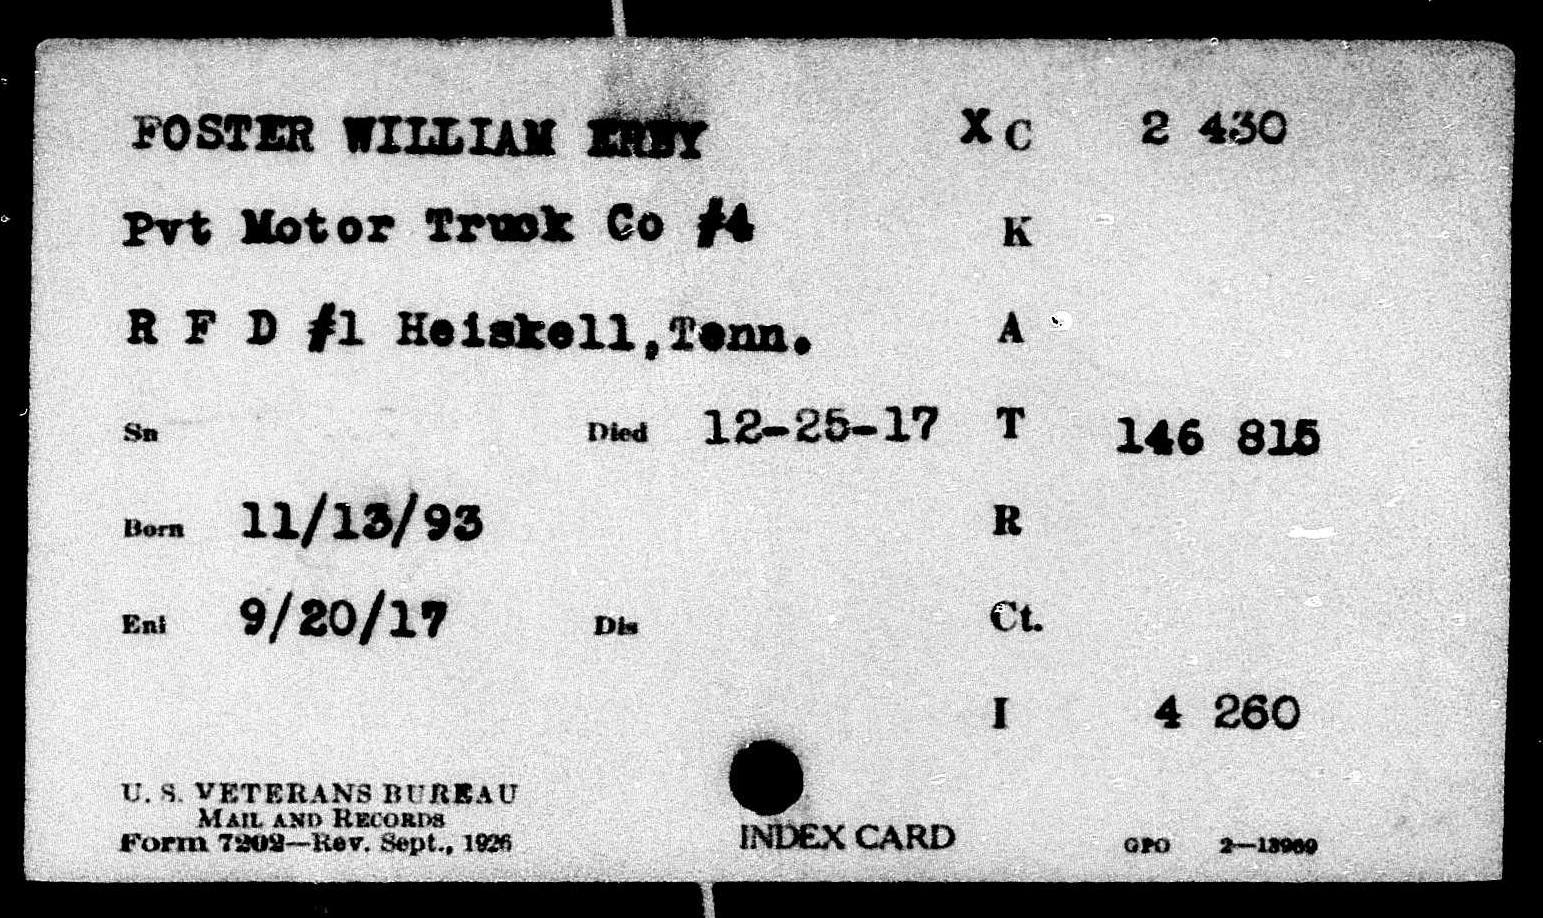 FOSTER WILLIAM ERBY X C 2 430
Pvt Motor Truck Co #4 K
R F D #1 Heiskell,Tenn. A
Sn Died 12-25-17 T 146 815
Born 11/13/93 R
Enl 9/20/17 Dis Ct.
I 4 260
U. S. VETERANS BUREAU
MAIL AND RECORDS
Form 7202—Rev. Sept., 1926
INDEX CARD
GPO 2—13969